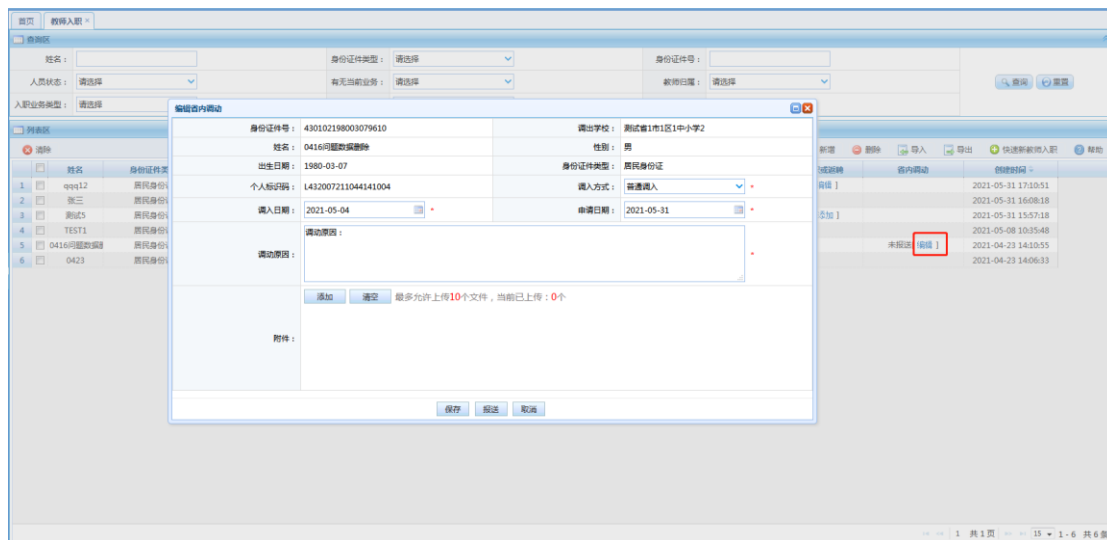 首页 教师入职 ×
查询区
姓名： 身份证件类型： 请选择 身份证件号：
人员状态： 请选择 有无当前业务： 请选择 教师归属： 请选择 查询 重置
入职业务类型： 请选择
编辑省内调动
身份证件号： 430102198003079610 调出学校： 测试省1市1区1中小学2
姓名： 0416问题数据删除 性别： 男
出生日期： 1980-03-07 身份证件类型： 居民身份证
个人标识码： L432007211044141004 调入方式： 普通调入 *
调入日期： 2021-05-04 * 申请日期： 2021-05-31 *
调动原因： 调动原因： *
添加 清空 最多允许上传10个文件，当前已上传：0个
附件：
保存 报送 取消
列表区
清除 新增 删除 导入 导出 快速新教师入职 帮助
姓名 身份证件类 或返聘 省内调动 创建时间
1 qqq12 居民身份证 编辑 ] 2021-05-31 17:10:51
2 张三 居民身份证 2021-05-31 16:08:18
3 测试5 居民身份证 添加 ] 2021-05-31 15:57:18
4 TEST1 居民身份证 2021-05-08 10:35:48
5 0416问题数据删 居民身份证 未报送[ 编辑 ] 2021-04-23 14:10:55
6 0423 居民身份证 2021-04-23 14:06:33
1 共1页 15 1 - 6 共6条